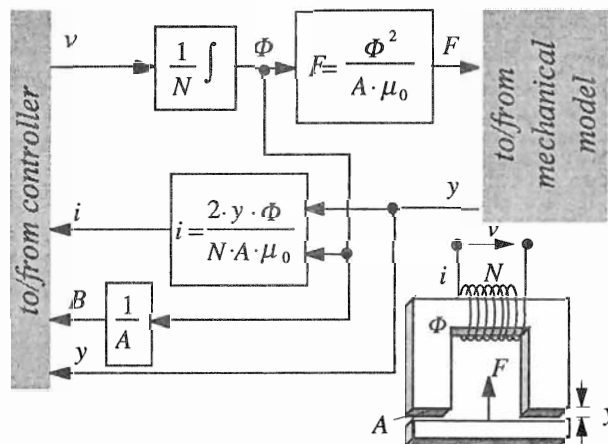 to/from controller
v
1/N ∫
Φ
F= Φ² / A·μ₀
F
to/from mechanical model
i
i= 2·y·Φ / N·A·μ₀
y
B
1/A
y
v
i
N
Φ
F
A
y